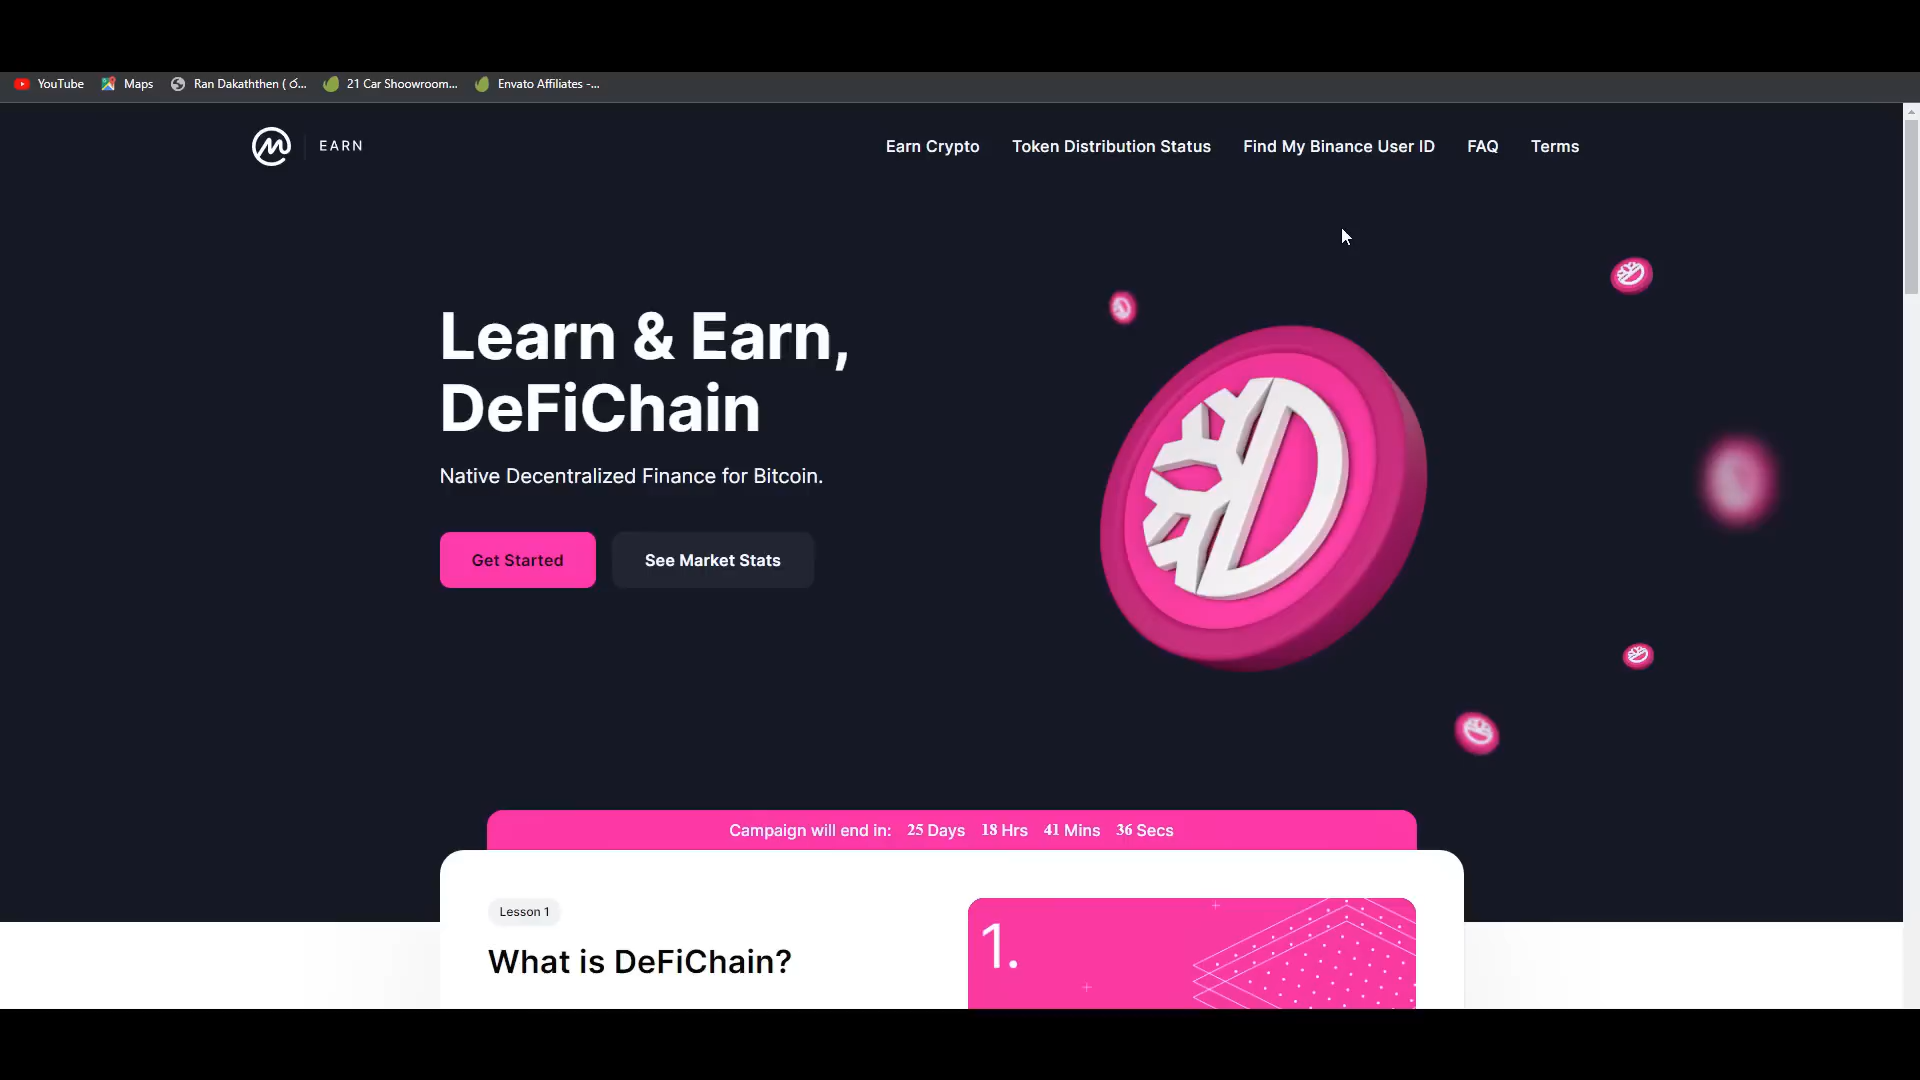 YouTube Maps Ran Dakaththen ( ර්... 21 Car Shoowroom... Envato Affiliates -...
EARN
Earn Crypto Token Distribution Status Find My Binance User ID FAQ Terms
Learn & Earn,
DeFiChain
Native Decentralized Finance for Bitcoin.
Get Started See Market Stats
Campaign will end in: 25 Days 18 Hrs 41 Mins 36 Secs
Lesson 1
What is DeFiChain?
1.